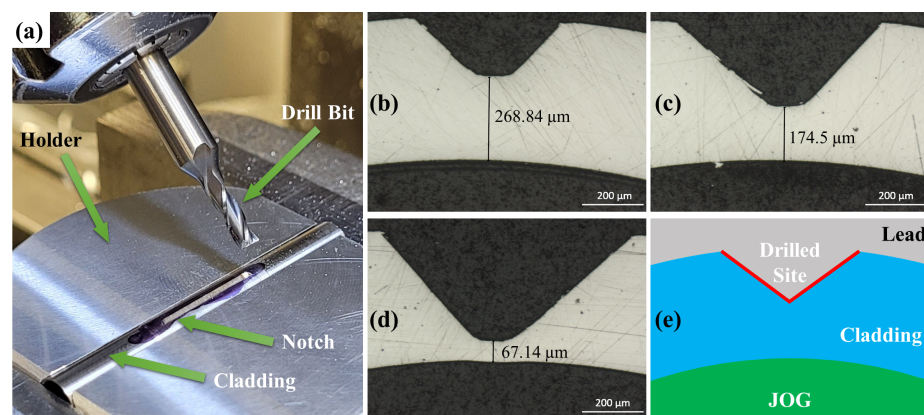 (a)
Drill Bit
Holder
Notch
Cladding
(b)
268.84 µm
200 µm
(c)
174.5 µm
200 µm
(d)
67.14 µm
200 µm
Lead
Drilled
Site
(e)
Cladding
JOG